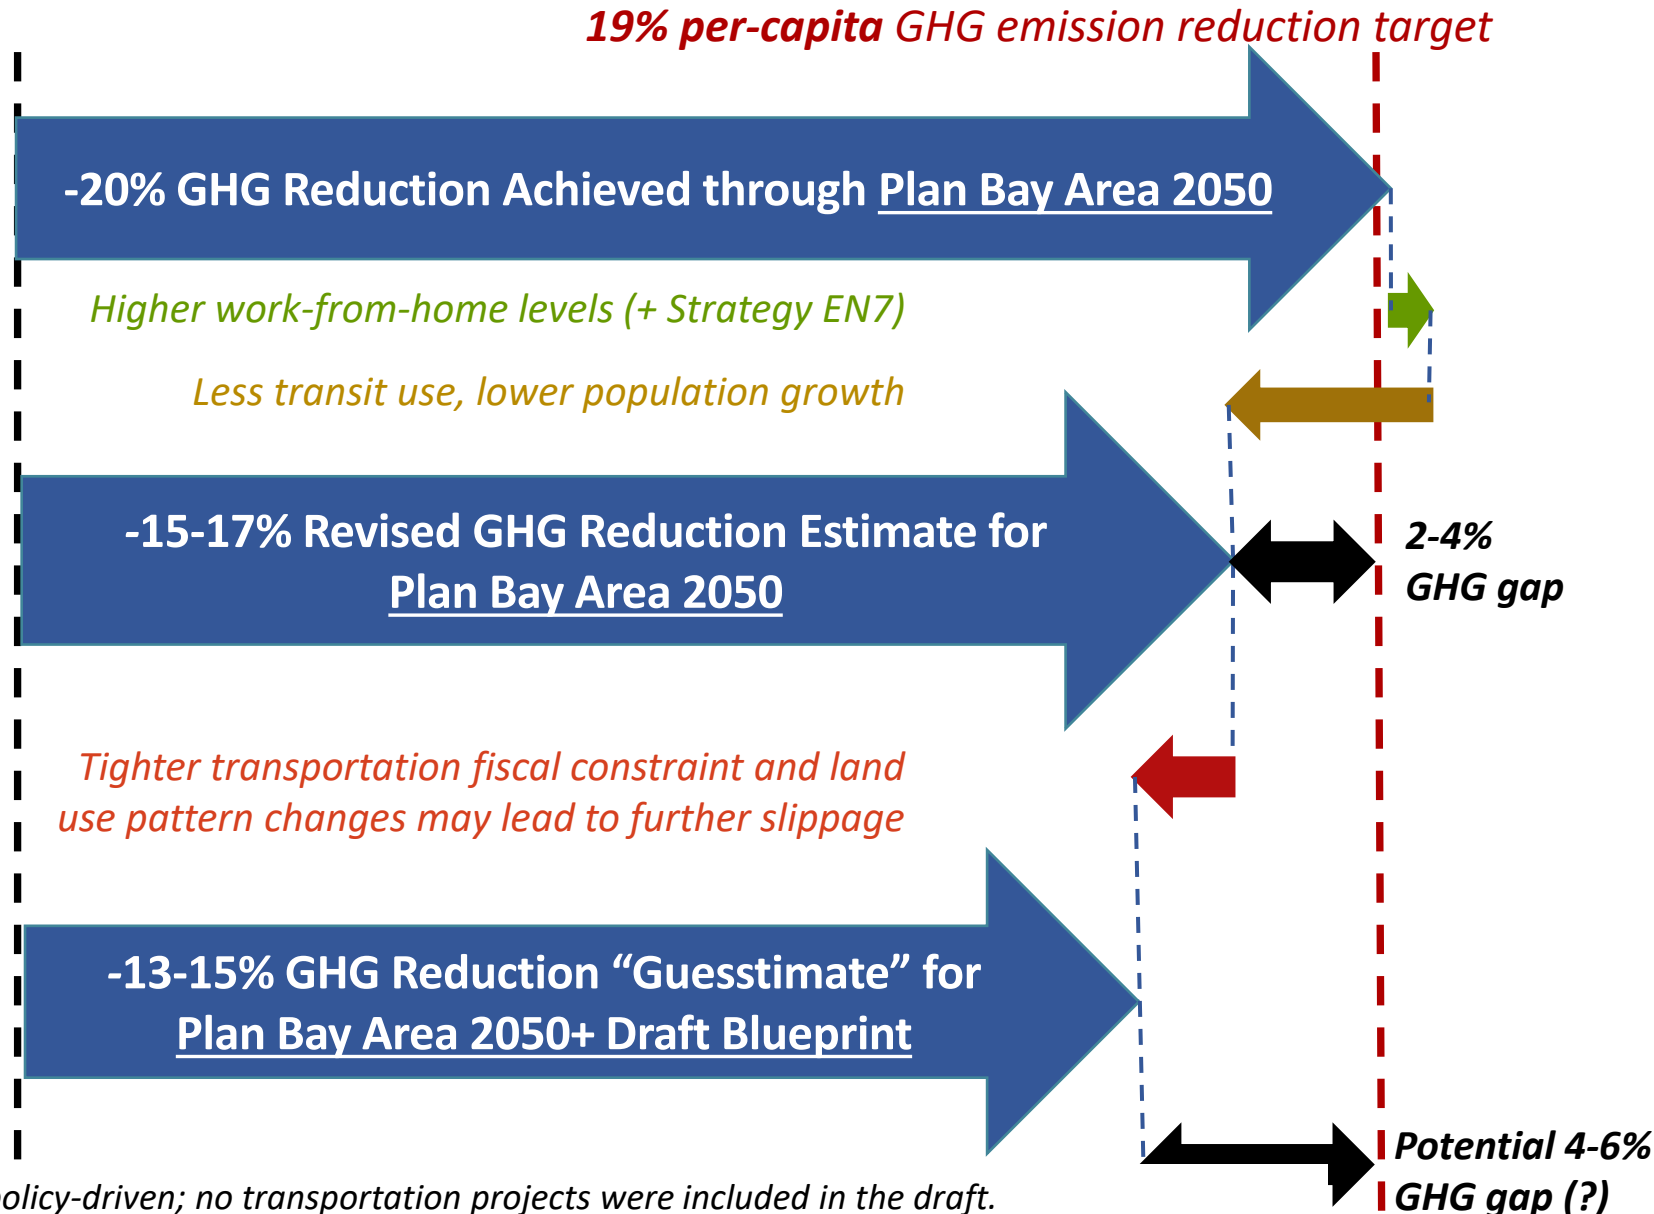 19% per-capita GHG emission reduction target
-20% GHG Reduction Achieved through Plan Bay Area 2050
Higher work-from-home levels (+ Strategy EN7)
Less transit use, lower population growth
-15-17% Revised GHG Reduction Estimate for
Plan Bay Area 2050
2-4%
GHG gap
Tighter transportation fiscal constraint and land
use pattern changes may lead to further slippage
-13-15% GHG Reduction “Guesstimate” for
Plan Bay Area 2050+ Draft Blueprint
Potential 4-6%
GHG gap (?)
policy-driven; no transportation projects were included in the draft.